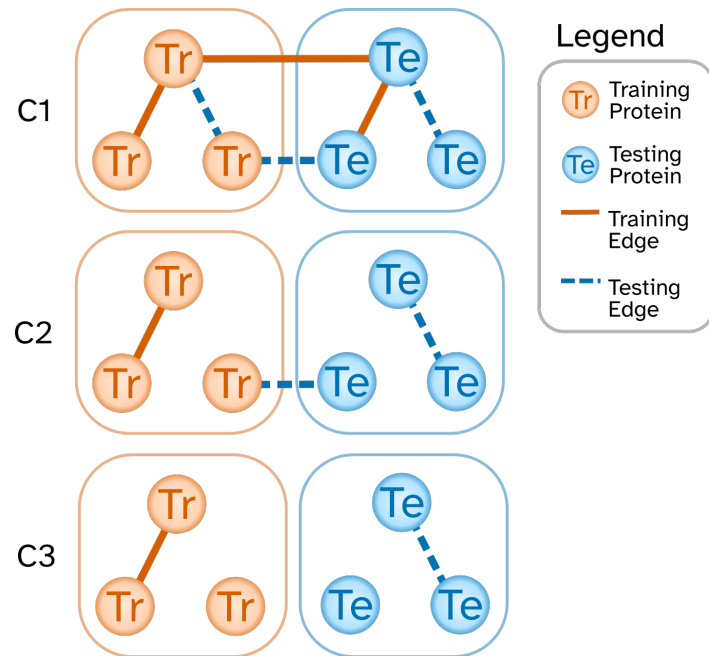 Legend
C1
Tr Te
Tr Tr Te Te
Tr Training Protein
Te Testing Protein
Training Edge
Testing Edge
C2
Tr Te
Tr Tr Te Te
C3
Tr Te
Tr Tr Te Te